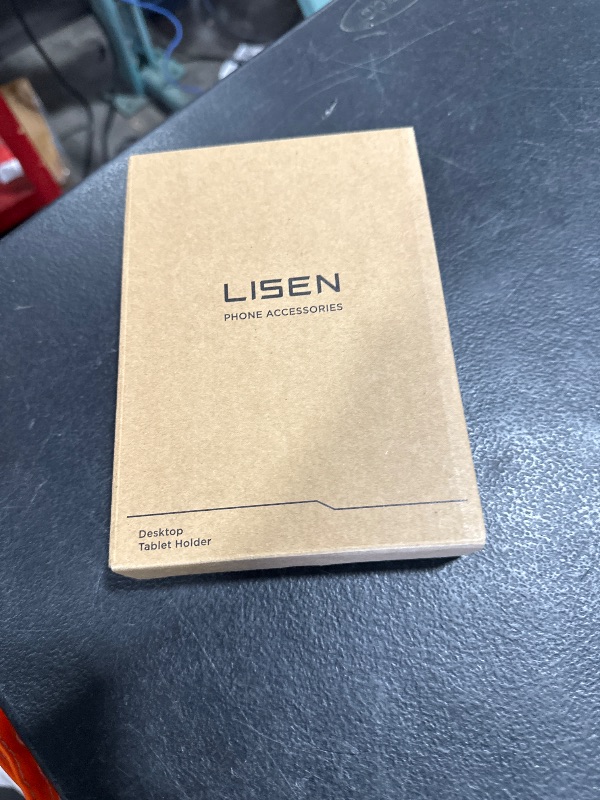 LISEN
PHONE ACCESSORIES
Desktop
Tablet Holder